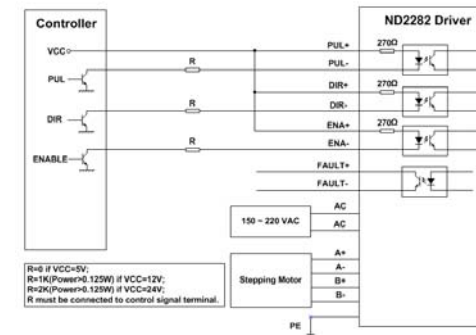 Controller
ND2282 Driver
VCC
PUL+
270Ω
PUL
R
PUL-
DIR+
270Ω
DIR
R
DIR-
ENA+
270Ω
ENABLE
R
ENA-
FAULT+
FAULT-
150 ~ 220 VAC
AC
AC
Stepping Motor
A+
A-
B+
B-
PE
R=0 if VCC=5V;
R=1K(Power>0.125W) if VCC=12V;
R=2K(Power>0.125W) if VCC=24V;
R must be connected to control signal terminal.